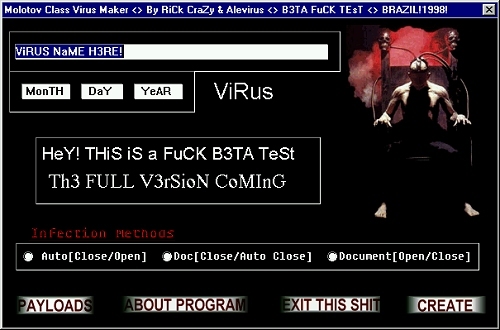 Molotov Class Virus Maker <> By RiCk CraZy & Alevirus <> B3TA FuCK TEsT <> BRAZIL!1998!
ViRUS NaME H3RE!
MonTH DaY YeAR ViRus
HeY! THiS iS a FuCK B3TA TeSt
Th3 FULL V3rSioN CoMInG
Infection Methods
Auto[Close/Open] Doc[Close/Auto Close] Document[Open/Close]
PAYLOADS ABOUT PROGRAM EXIT THIS SHIT CREATE